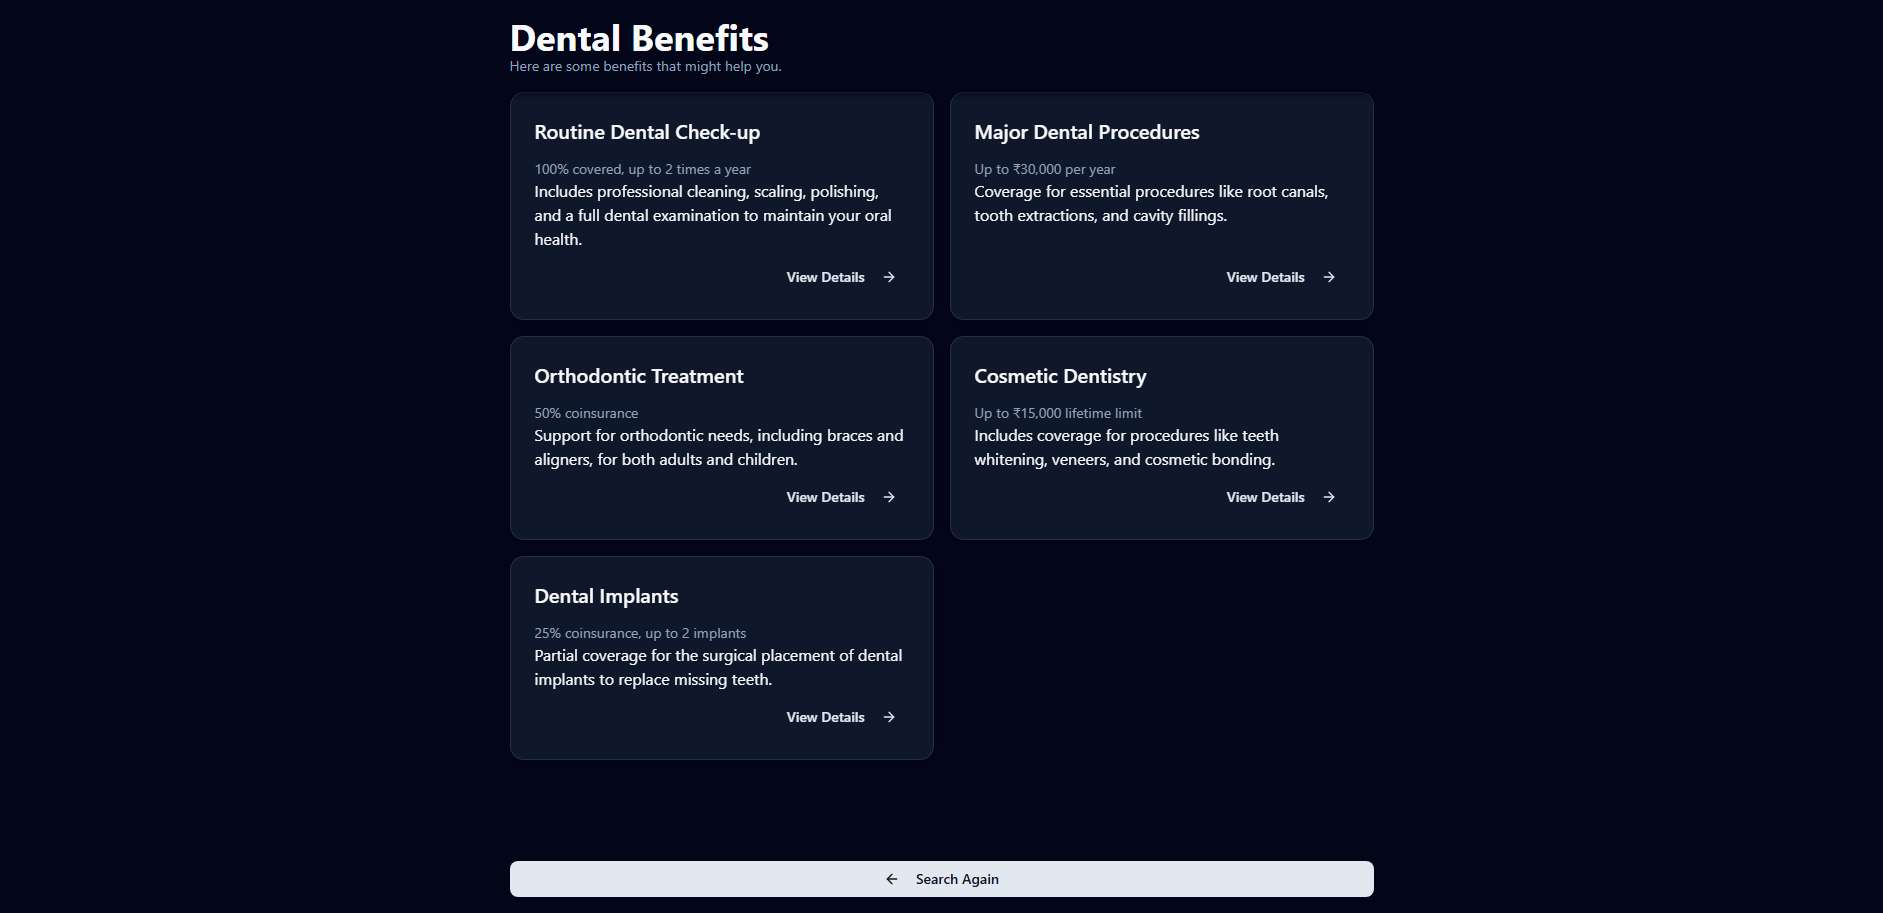 Dental Benefits
Here are some benefits that might help you.
Routine Dental Check-up
100% covered, up to 2 times a year
Includes professional cleaning, scaling, polishing,
and a full dental examination to maintain your oral
health.
View Details
Major Dental Procedures
Up to ₹30,000 per year
Coverage for essential procedures like root canals,
tooth extractions, and cavity fillings.
View Details
Orthodontic Treatment
50% coinsurance
Support for orthodontic needs, including braces and
aligners, for both adults and children.
View Details
Cosmetic Dentistry
Up to ₹15,000 lifetime limit
Includes coverage for procedures like teeth
whitening, veneers, and cosmetic bonding.
View Details
Dental Implants
25% coinsurance, up to 2 implants
Partial coverage for the surgical placement of dental
implants to replace missing teeth.
View Details
Search Again